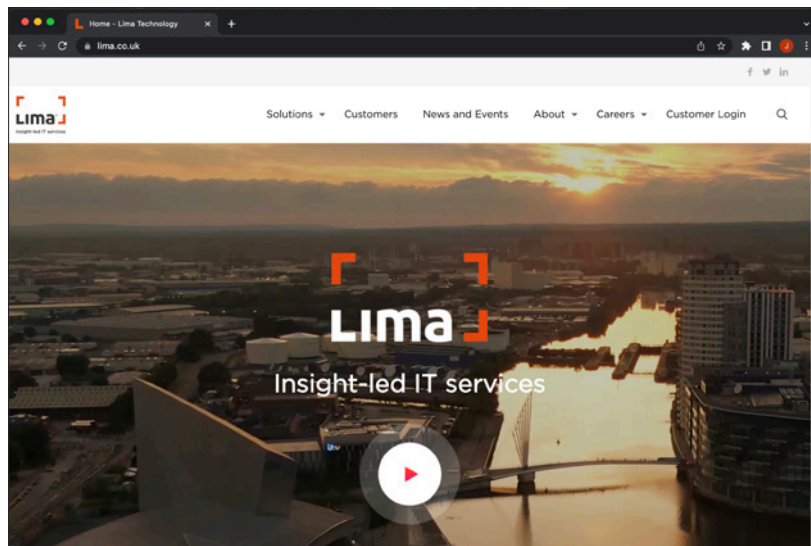 Home - Lima Technology
lima.co.uk
J
f in
Lima
Insight-led IT services
Solutions Customers News and Events About Careers Customer Login
Lima
Insight-led IT services